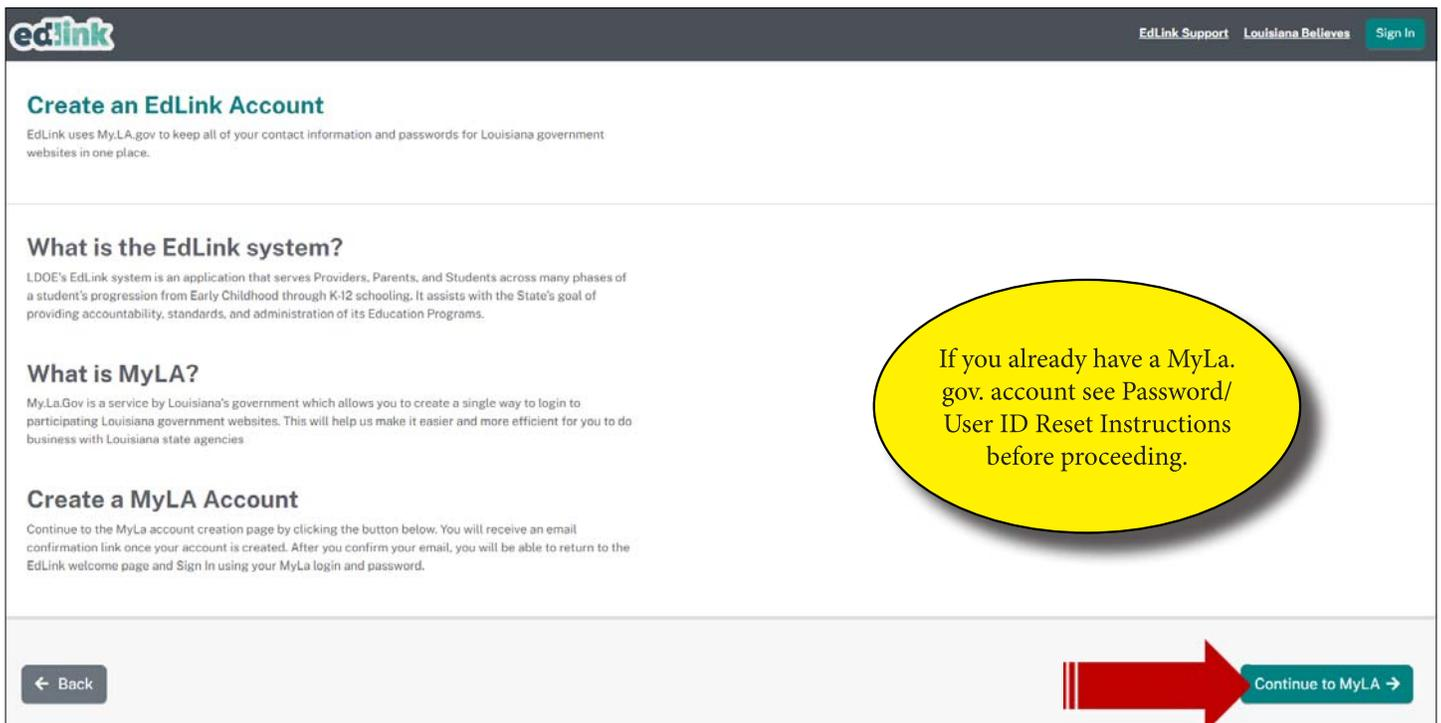 edlink
EdLink Support Louisiana Believes Sign In
Create an EdLink Account
EdLink uses My.LA.gov to keep all of your contact information and passwords for Louisiana government
websites in one place.
What is the EdLink system?
LDOE's EdLink system is an application that serves Providers, Parents, and Students across many phases of
a student's progression from Early Childhood through K-12 schooling. It assists with the State's goal of
providing accountability, standards, and administration of its Education Programs.
What is MyLA?
My.La.Gov is a service by Louisiana's government which allows you to create a single way to login to
participating Louisiana government websites. This will help us make it easier and more efficient for you to do
business with Louisiana state agencies
Create a MyLA Account
Continue to the MyLa account creation page by clicking the button below. You will receive an email
confirmation link once your account is created. After you confirm your email, you will be able to return to the
EdLink welcome page and Sign In using your MyLa login and password.
If you already have a MyLa.
gov. account see Password/
User ID Reset Instructions
before proceeding.
← Back
Continue to MyLA →